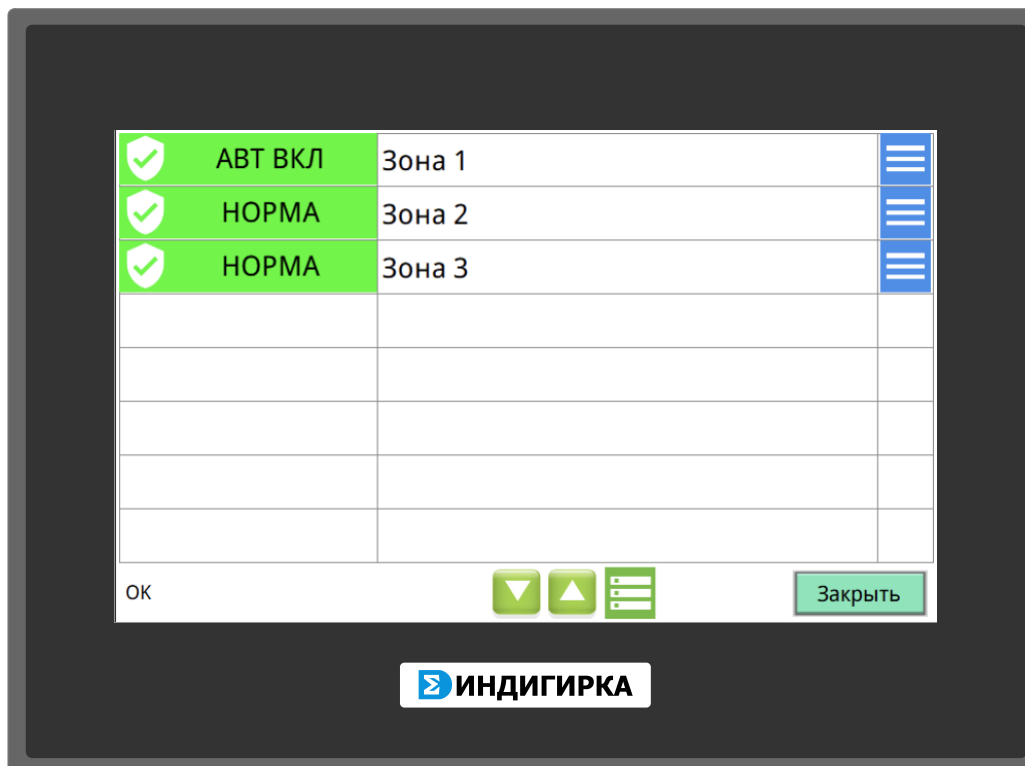 АВТ ВКЛ Зона 1
НОРМА Зона 2
НОРМА Зона 3
OK Закрыть
ИНДИГИРКА